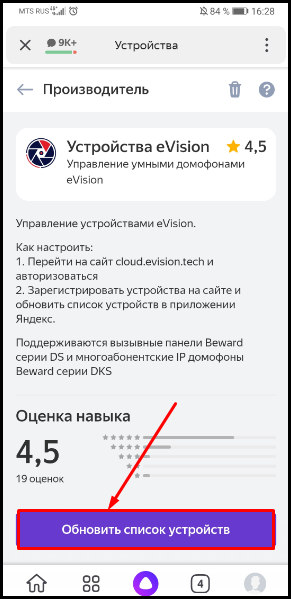 MTS RUS 84 % 16:28
9K+ Устройства
Производитель
Устройства eVision 4,5
Управление умными домофонами
eVision
Управление устройствами eVision.
Как настроить:
1. Перейти на сайт cloud.evision.tech и
авторизоваться
2. Зарегистрировать устройства на сайте и
обновить список устройств в приложении
Яндекс.
Поддерживаются вызывные панели Beward
серии DS и многоабонентские IP домофоны
Beward серии DKS
Оценка навыка
4,5
19 оценок
Обновить список устройств
4